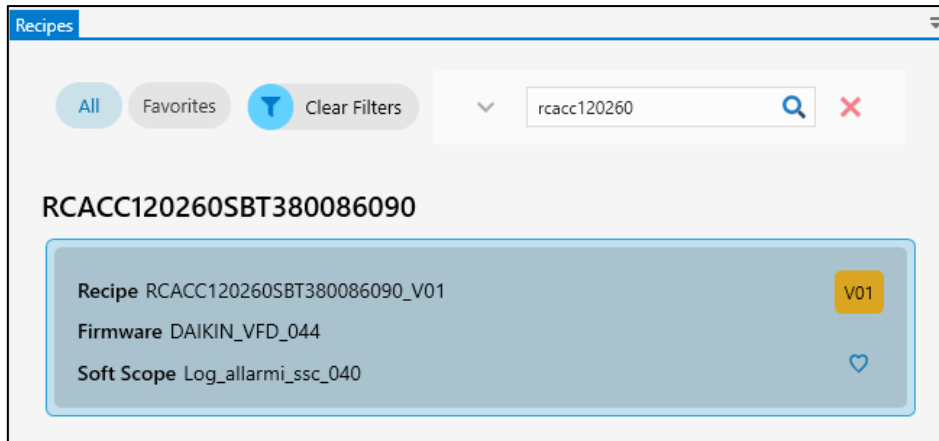 Recipes
All Favorites Clear Filters rcacc120260
RCACC120260SBT380086090
Recipe RCACC120260SBT380086090_V01
V01
Firmware DAIKIN_VFD_044
Soft Scope Log_allarmi_ssc_040